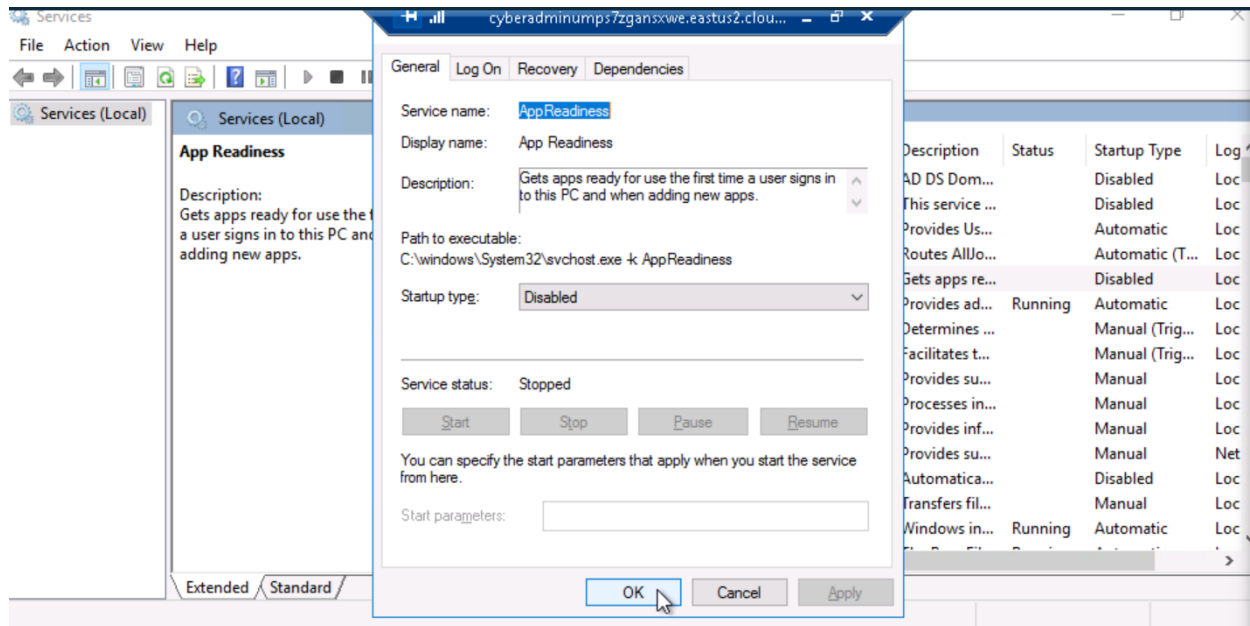 Services
cyberadminumps7zgansxwe.eastus2.clou...
File Action View Help
Services (Local)
Services (Local)
App Readiness
Description:
Gets apps ready for use the f
a user signs in to this PC and
adding new apps.
Extended Standard
General Log On Recovery Dependencies
Service name: AppReadiness
Display name: App Readiness
Description: Gets apps ready for use the first time a user signs in
to this PC and when adding new apps.
Path to executable:
C:\windows\System32\svchost.exe -k AppReadiness
Startup type: Disabled
Service status: Stopped
Start Stop Pause Resume
You can specify the start parameters that apply when you start the service
from here.
Start parameters:
OK Cancel Apply
Description Status Startup Type Log
AD DS Dom... Disabled Loc
This service ... Disabled Loc
Provides Us... Automatic Loc
Routes AllJo... Automatic (T... Loc
Gets apps re... Disabled Loc
Provides ad... Running Automatic Loc
Determines ... Manual (Trig... Loc
Facilitates t... Manual (Trig... Loc
Provides su... Manual Loc
Processes in... Manual Loc
Provides inf... Manual Loc
Provides su... Manual Net
Automatica... Disabled Loc
Transfers fil... Manual Loc
Windows in... Running Automatic Loc